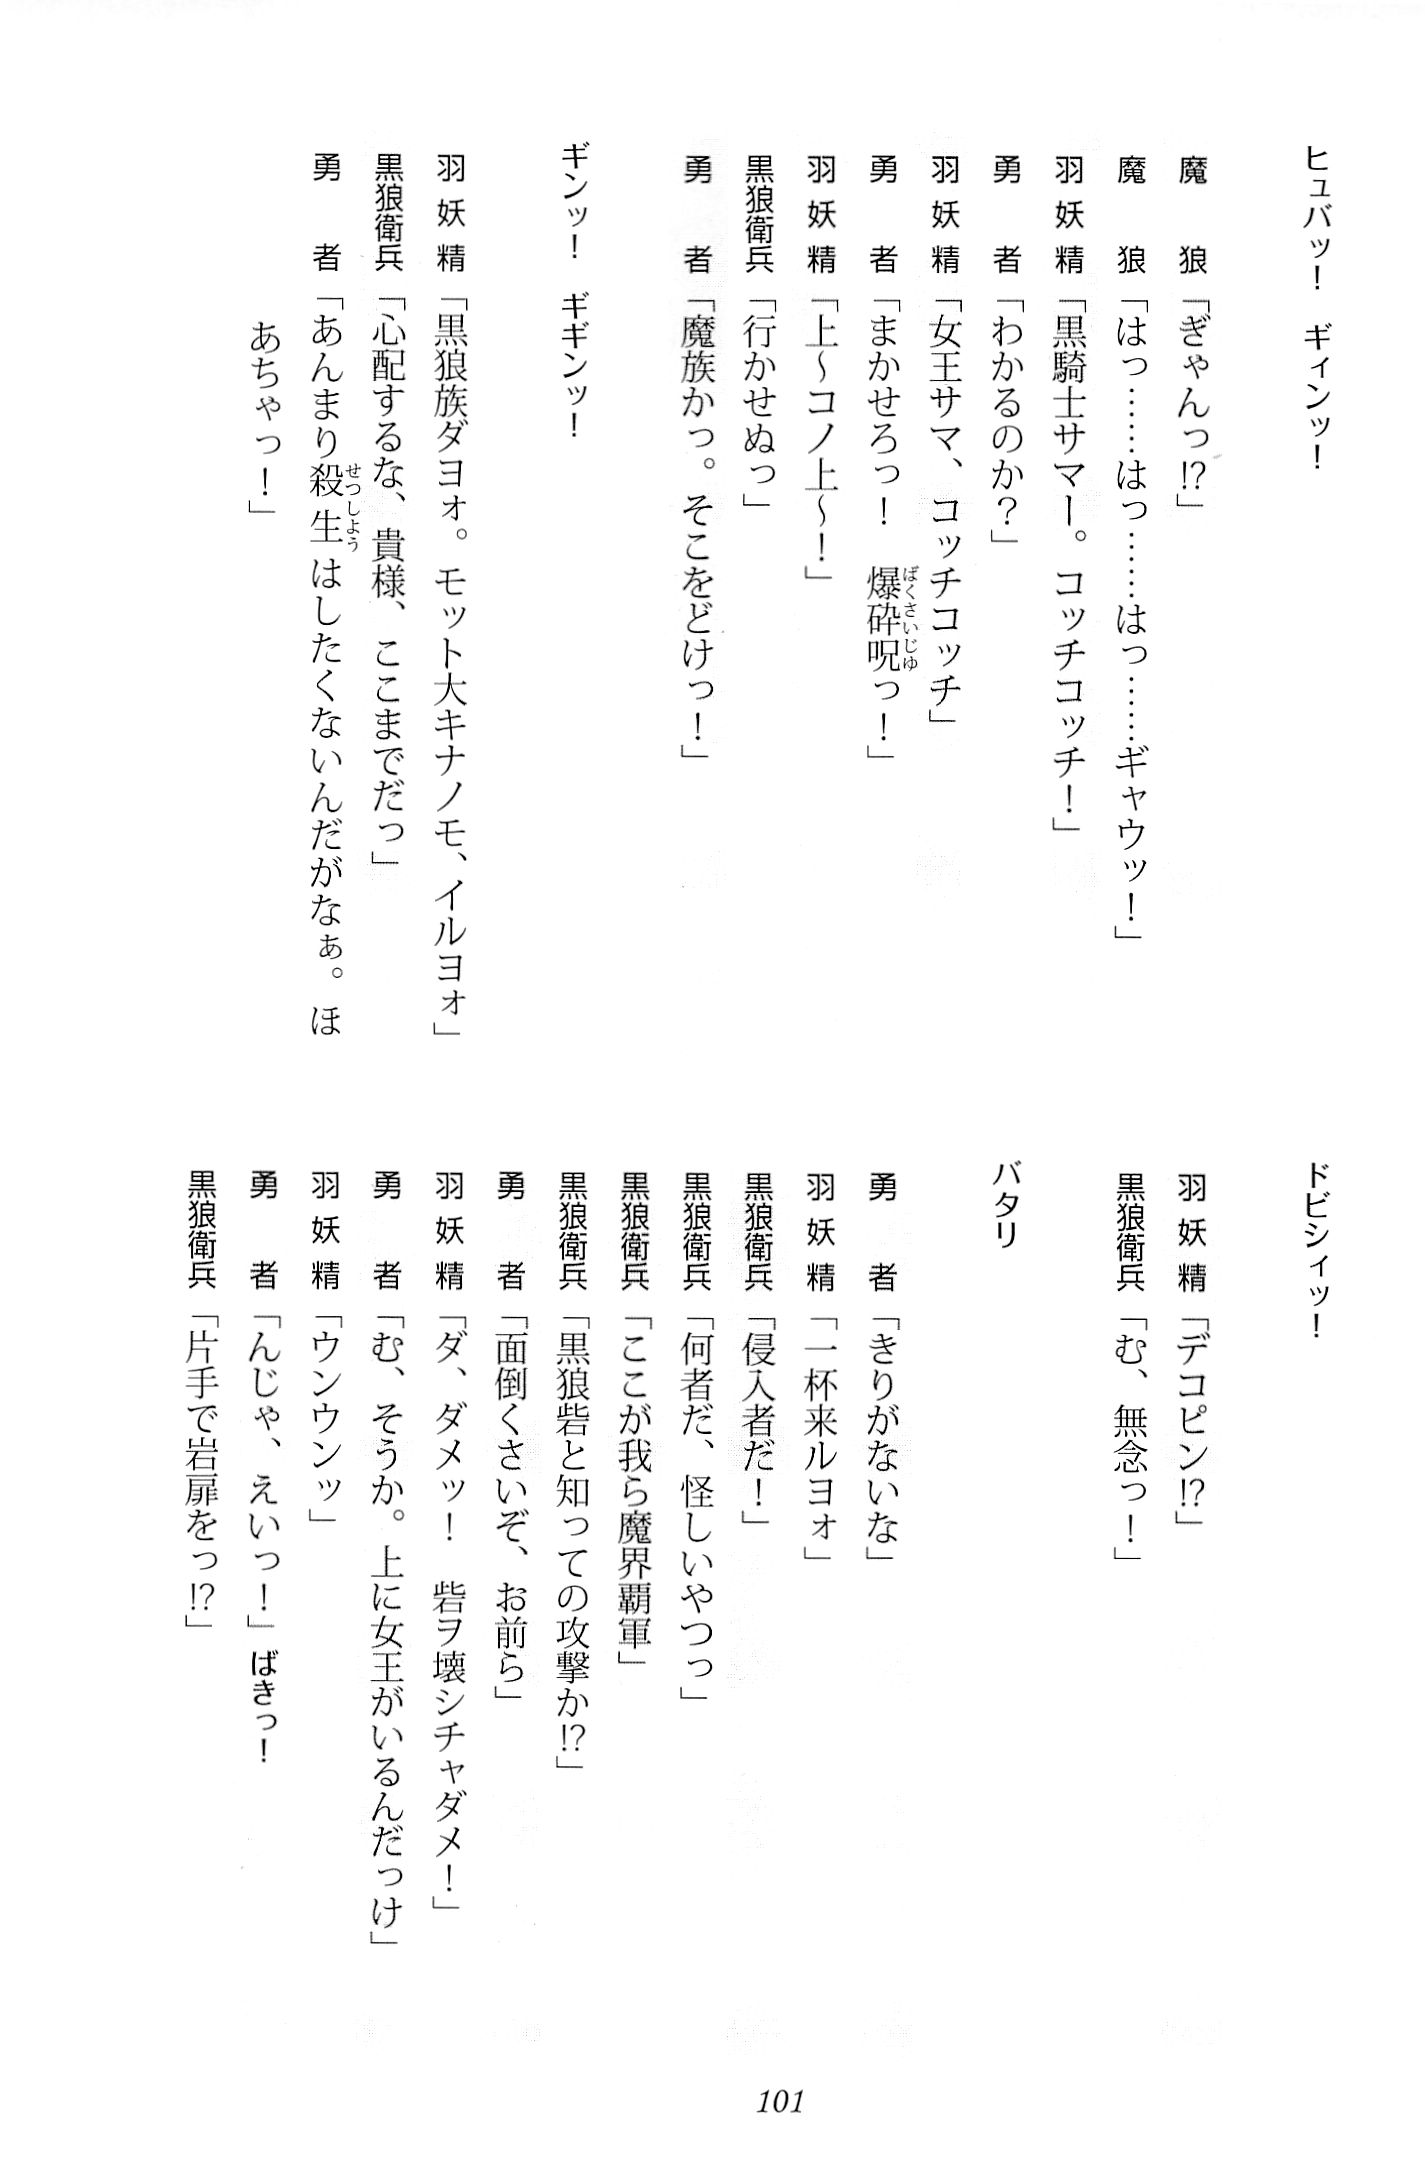 ヒュバッ！　ギィンッ！
魔狼「ぎゃんっ!?」
魔狼「はっ……はっ……はっ……ギャウッ！」
羽妖精「黒騎士サマー。コッチコッチ！」
勇者「わかるのか？」
羽妖精「女王サマ、コッチコッチ」
勇者「まかせろっ！　爆砕呪っ！」
ばくさいじゆ
羽妖精「上～コノ上～！」
黒狼衛兵「行かせぬっ」
勇者「魔族かっ。そこをどけっ！」
ギンッ！　ギギンッ！
羽妖精「黒狼族ダヨォ。モット大キナノモ、イルヨォ」
黒狼衛兵「心配するな、貴様、ここまでだっ」
勇者「あんまり殺生はしたくないんだがなぁ。ほ
せつしよう
あちゃっ！」
ドビシィッ！
羽妖精「デコピン!?」
黒狼衛兵「む、無念っ！」
バタリ
勇者「きりがないな」
羽妖精「一杯来ルヨォ」
黒狼衛兵「侵入者だ！」
黒狼衛兵「何者だ、怪しいやつっ」
黒狼衛兵「ここが我ら魔界覇軍」
黒狼衛兵「黒狼砦と知っての攻撃か!?」
勇者「面倒くさいぞ、お前ら」
羽妖精「ダ、ダメッ！　砦ヲ壊シチャダメ！」
勇者「む、そうか。上に女王がいるんだっけ」
羽妖精「ウンウンッ」
勇者「んじゃ、えいっ！」ばきっ！
黒狼衛兵「片手で岩扉をっ!?」
101